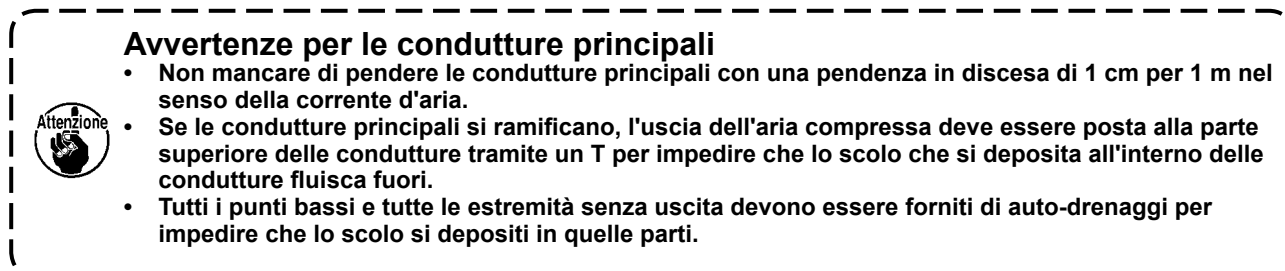 Avvertenze per le condutture principali
• Non mancare di pendere le condutture principali con una pendenza in discesa di 1 cm per 1 m nel
senso della corrente d'aria.
Attenzione
• Se le condutture principali si ramificano, l'uscia dell'aria compressa deve essere posta alla parte
superiore delle condutture tramite un T per impedire che lo scolo che si deposita all'interno delle
condutture fluisca fuori.
• Tutti i punti bassi e tutte le estremità senza uscita devono essere forniti di auto-drenaggi per
impedire che lo scolo si depositi in quelle parti.